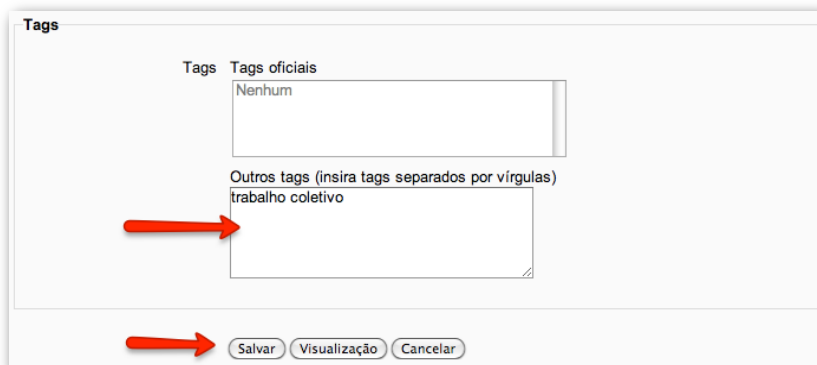 Tags
Tags Tags oficiais
Nenhum
Outros tags (insira tags separados por vírgulas)
trabalho coletivo
Salvar Visualização Cancelar